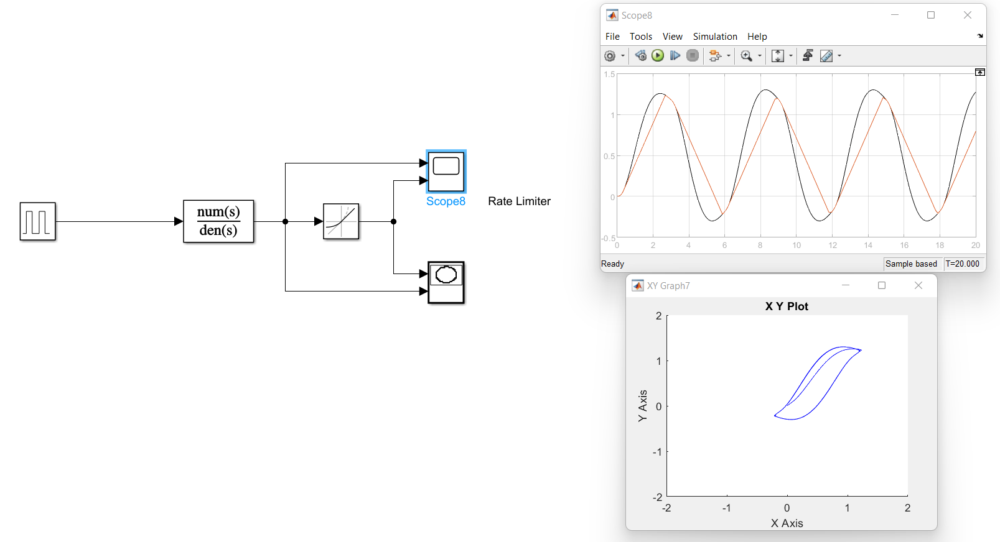 num(s)
den(s)
Scope8
Rate Limiter
Scope8
File Tools View Simulation Help
1.5
1
0.5
0
-0.5
0 2 4 6 8 10 12 14 16 18 20
Ready Sample based T=20.000
XY Graph7
X Y Plot
2
1
0
-1
-2
Y Axis
-2 -1 0 1 2
X Axis